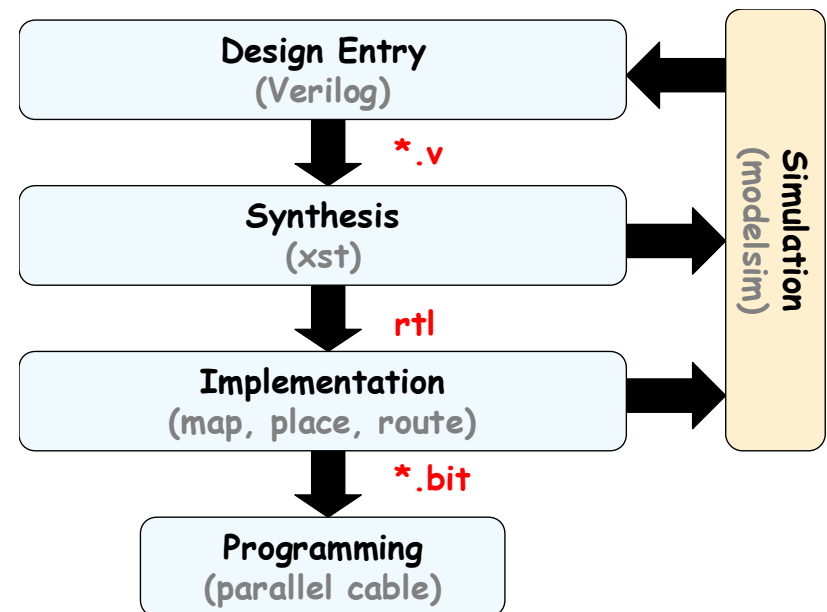 Design Entry
(Verilog)
*.v
Synthesis
(xst)
rtl
Implementation
(map, place, route)
*.bit
Programming
(parallel cable)
Simulation
(modelsim)